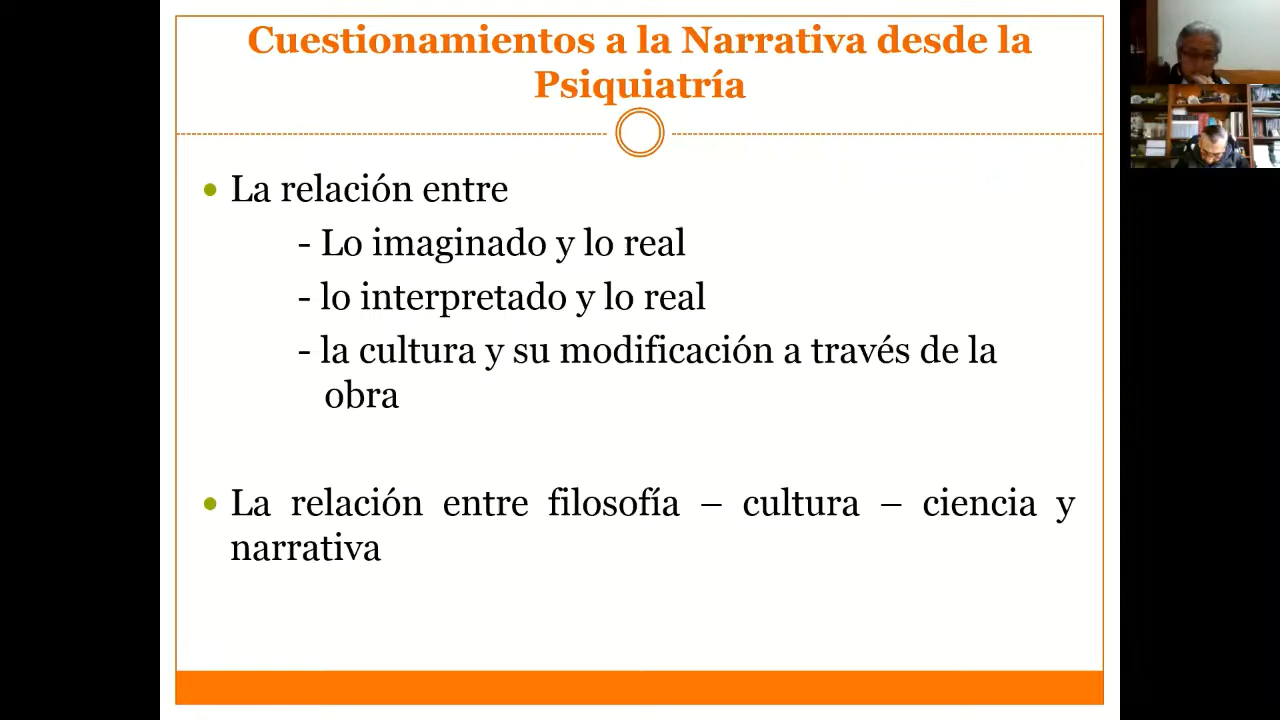 Cuestionamientos a la Narrativa desde la
Psiquiatría
• La relación entre
- Lo imaginado y lo real
- lo interpretado y lo real
- la cultura y su modificación a través de la
obra
• La relación entre filosofía – cultura – ciencia y
narrativa